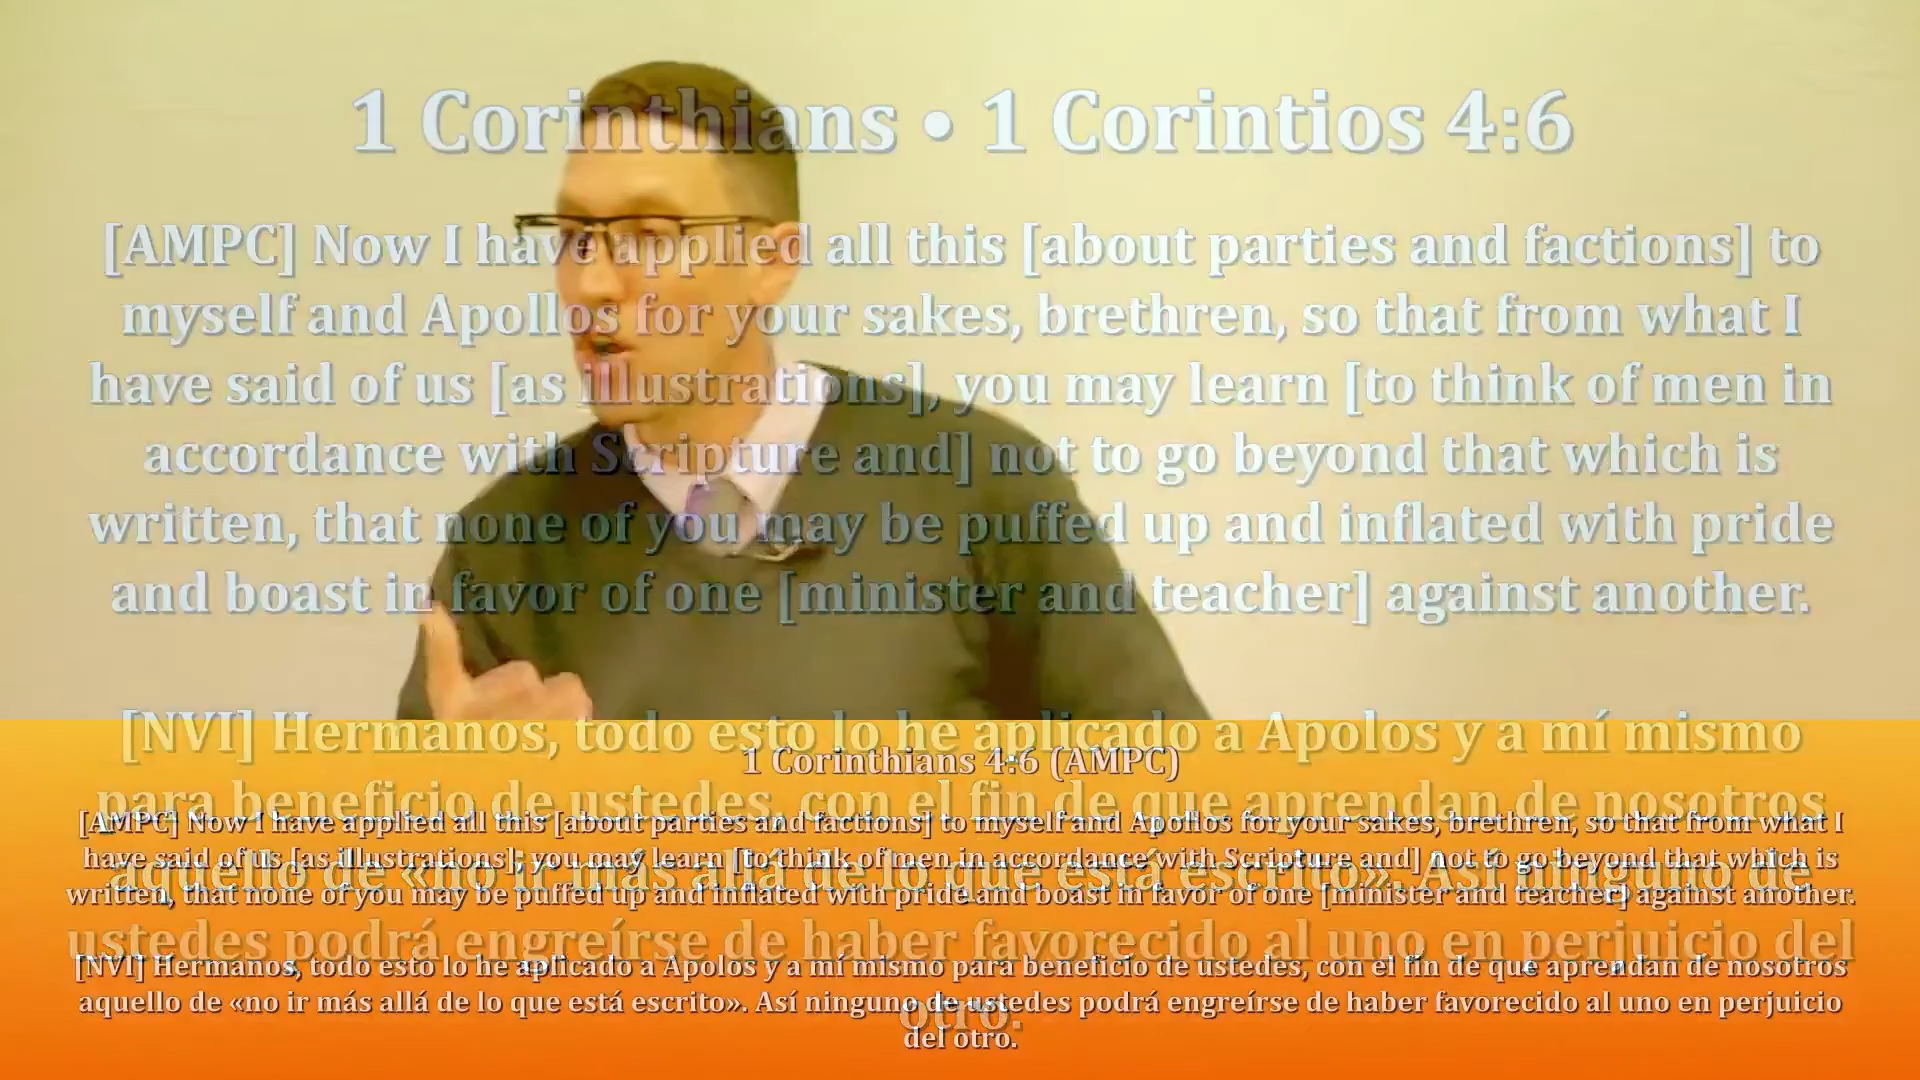 1 Corinthians • 1 Corintios 4:6
[AMPC] Now I have applied all this [about parties and factions] to
myself and Apollos for your sakes, brethren, so that from what I
have said of us [as illustrations], you may learn [to think of men in
accordance with Scripture and] not to go beyond that which is
written, that none of you may be puffed up and inflated with pride
and boast in favor of one [minister and teacher] against another.
[NVI] Hermanos, todo esto lo he aplicado a Apolos y a mí mismo
para beneficio de ustedes, con el fin de que aprendan de nosotros
aquello de «no ir más allá de lo que está escrito». Así ninguno de
ustedes podrá engreírse de haber favorecido al uno en perjuicio del
otro.
1 Corinthians 4:6 (AMPC)
[AMPC] Now I have applied all this [about parties and factions] to myself and Apollos for your sakes, brethren, so that from what I
have said of us [as illustrations], you may learn [to think of men in accordance with Scripture and] not to go beyond that which is
written, that none of you may be puffed up and inflated with pride and boast in favor of one [minister and teacher] against another.
[NVI] Hermanos, todo esto lo he aplicado a Apolos y a mí mismo para beneficio de ustedes, con el fin de que aprendan de nosotros
aquello de «no ir más allá de lo que está escrito». Así ninguno de ustedes podrá engreírse de haber favorecido al uno en perjuicio
del otro.